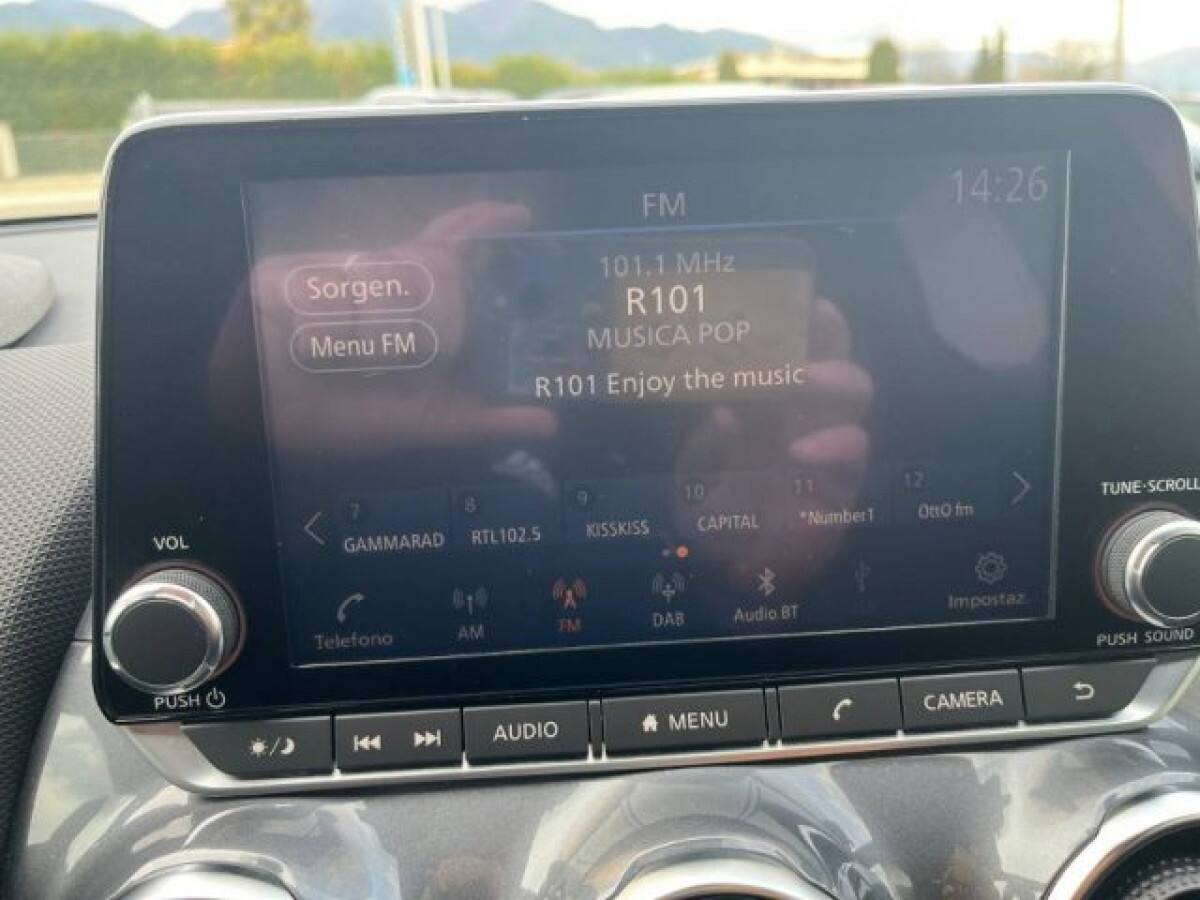 FM
14:26
101.1 MHz
Sorgen.
R101
Menu FM
MUSICA POP
R101 Enjoy the music
7 8 9 10 11 12
GAMMARAD RTL102.5 KISSKISS CAPITAL *Number1 OttO fm
Telefono AM FM DAB Audio BT Impostaz.
VOL
PUSH
TUNE·SCROLL
PUSH SOUND
AUDIO MENU CAMERA